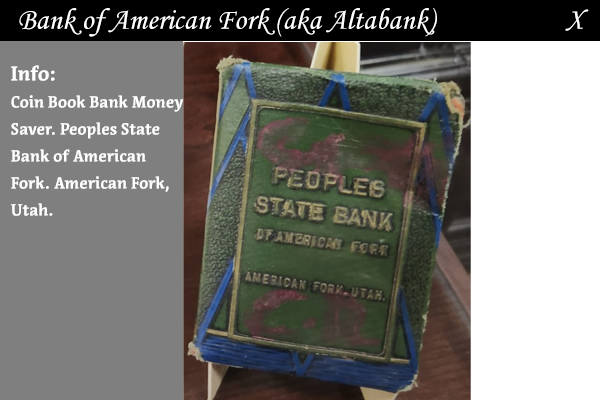 Bank of American Fork (aka Altabank) X
Info:
Coin Book Bank Money
Saver. Peoples State
Bank of American
Fork. American Fork,
Utah.
PEOPLES
STATE BANK
OF AMERICAN FORK
AMERICAN FORK, UTAH.